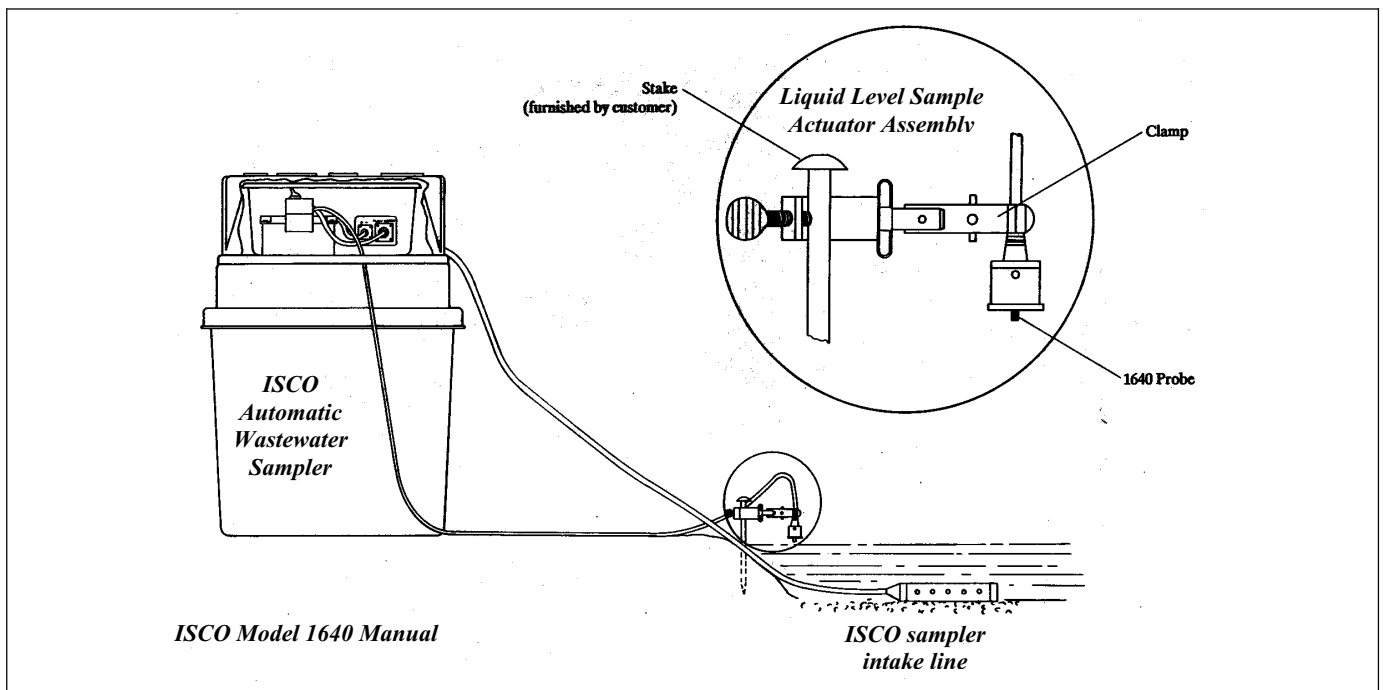 Stake
(furnished by customer)
Liquid Level Sample
Actuator Assembly
Clamp
1640 Probe
ISCO
Automatic
Wastewater
Sampler
ISCO Model 1640 Manual
ISCO sampler
intake line